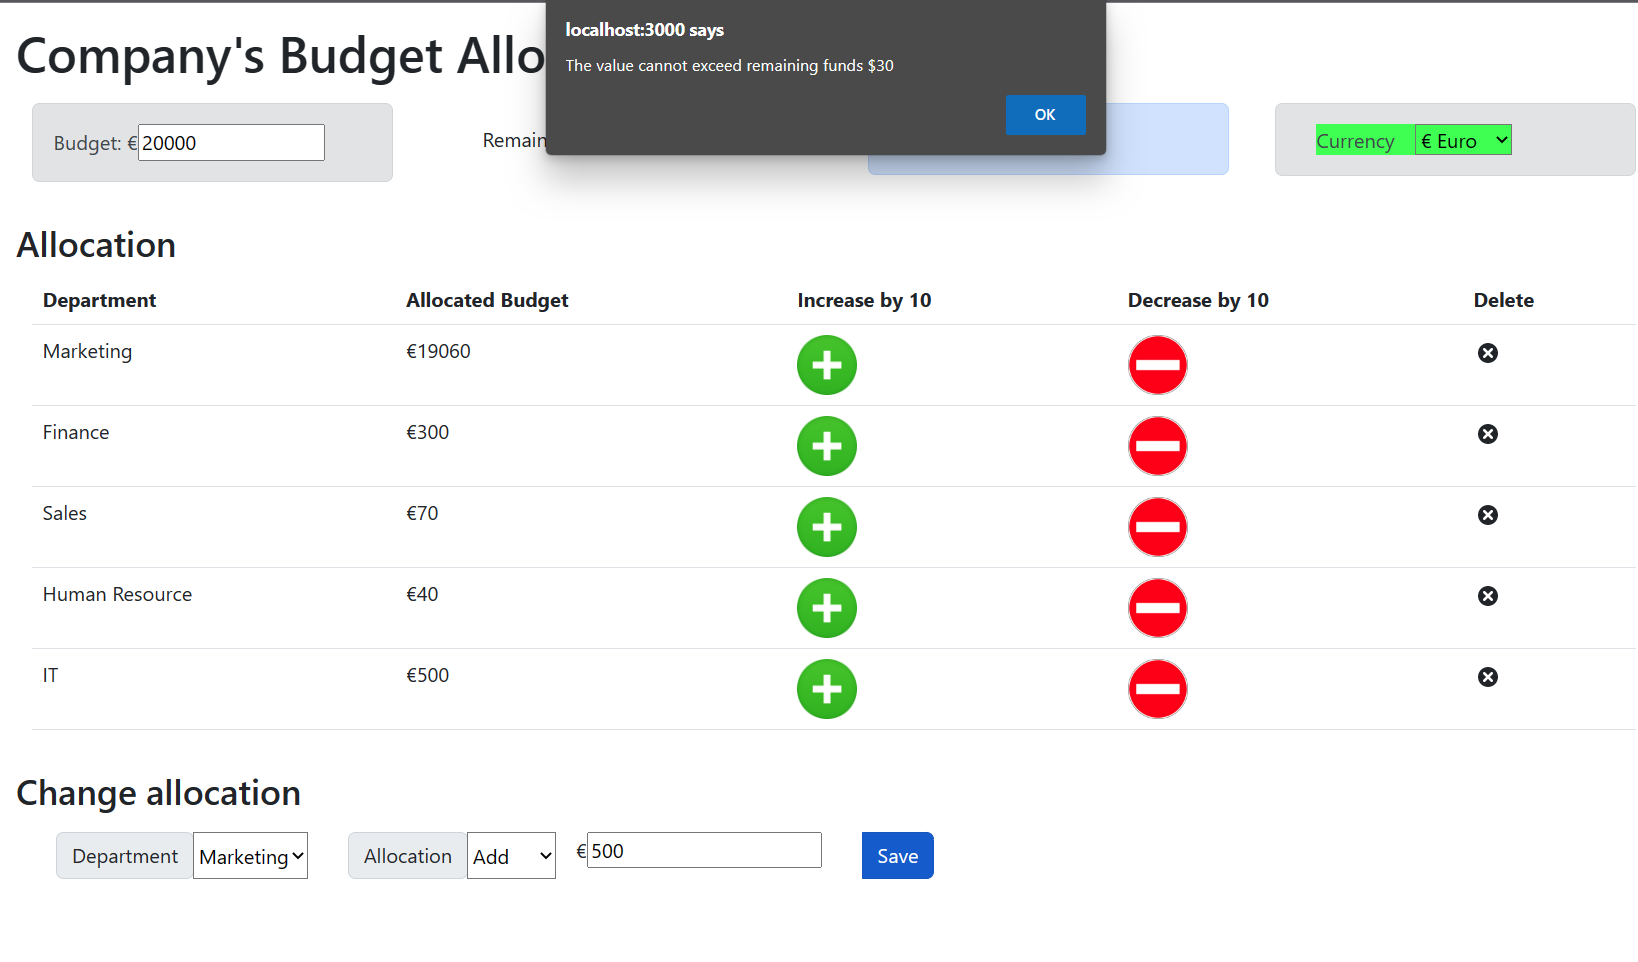 localhost:3000 says
The value cannot exceed remaining funds $30
OK
Company's Budget Allo
Budget: €20000
Remain
Currency € Euro
Allocation
Department Allocated Budget Increase by 10 Decrease by 10 Delete
Marketing €19060
Finance €300
Sales €70
Human Resource €40
IT €500
Change allocation
Department Marketing Allocation Add €500 Save